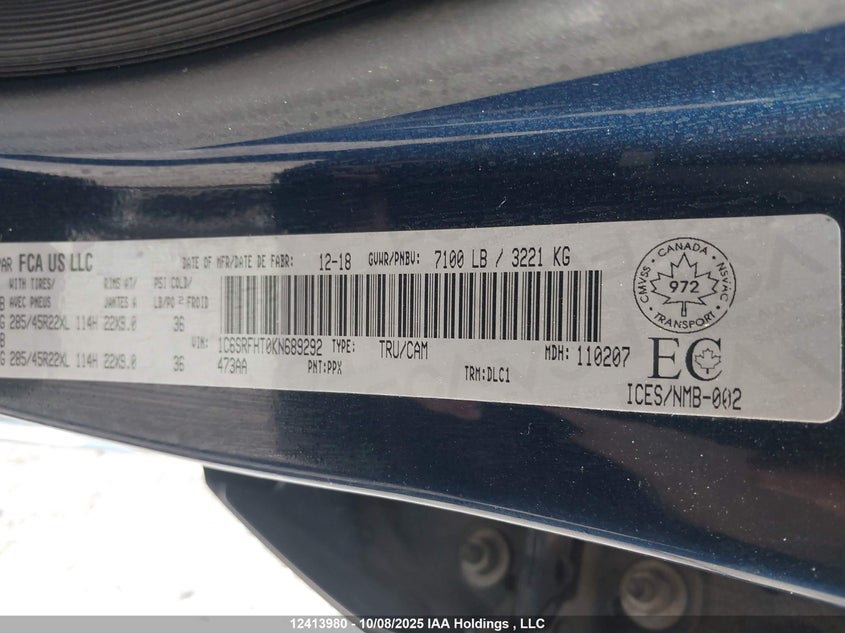 PAR FCA US LLC DATE OF MFR/DATE DE FABR: 12-18 GVWR/PNBV: 7100 LB / 3221 KG
WITH TIRES/ RIMS AT/ PSI(COLD)/
AVEC PNEUS JANTES A LB/PO² FROID
285/45R22XL 114H 22X9.0 36
VIN: 1C6SRFHT0KN689292 TYPE: TRU/CAM MDH: 110207
285/45R22XL 114H 22X9.0 36
473AA PNT:PPX TRM:DLC1
CMVSS · CANADA · NSVAC
972
TRANSPORT
EC
ICES/NMB-002
12413980 - 10/08/2025 IAA Holdings , LLC